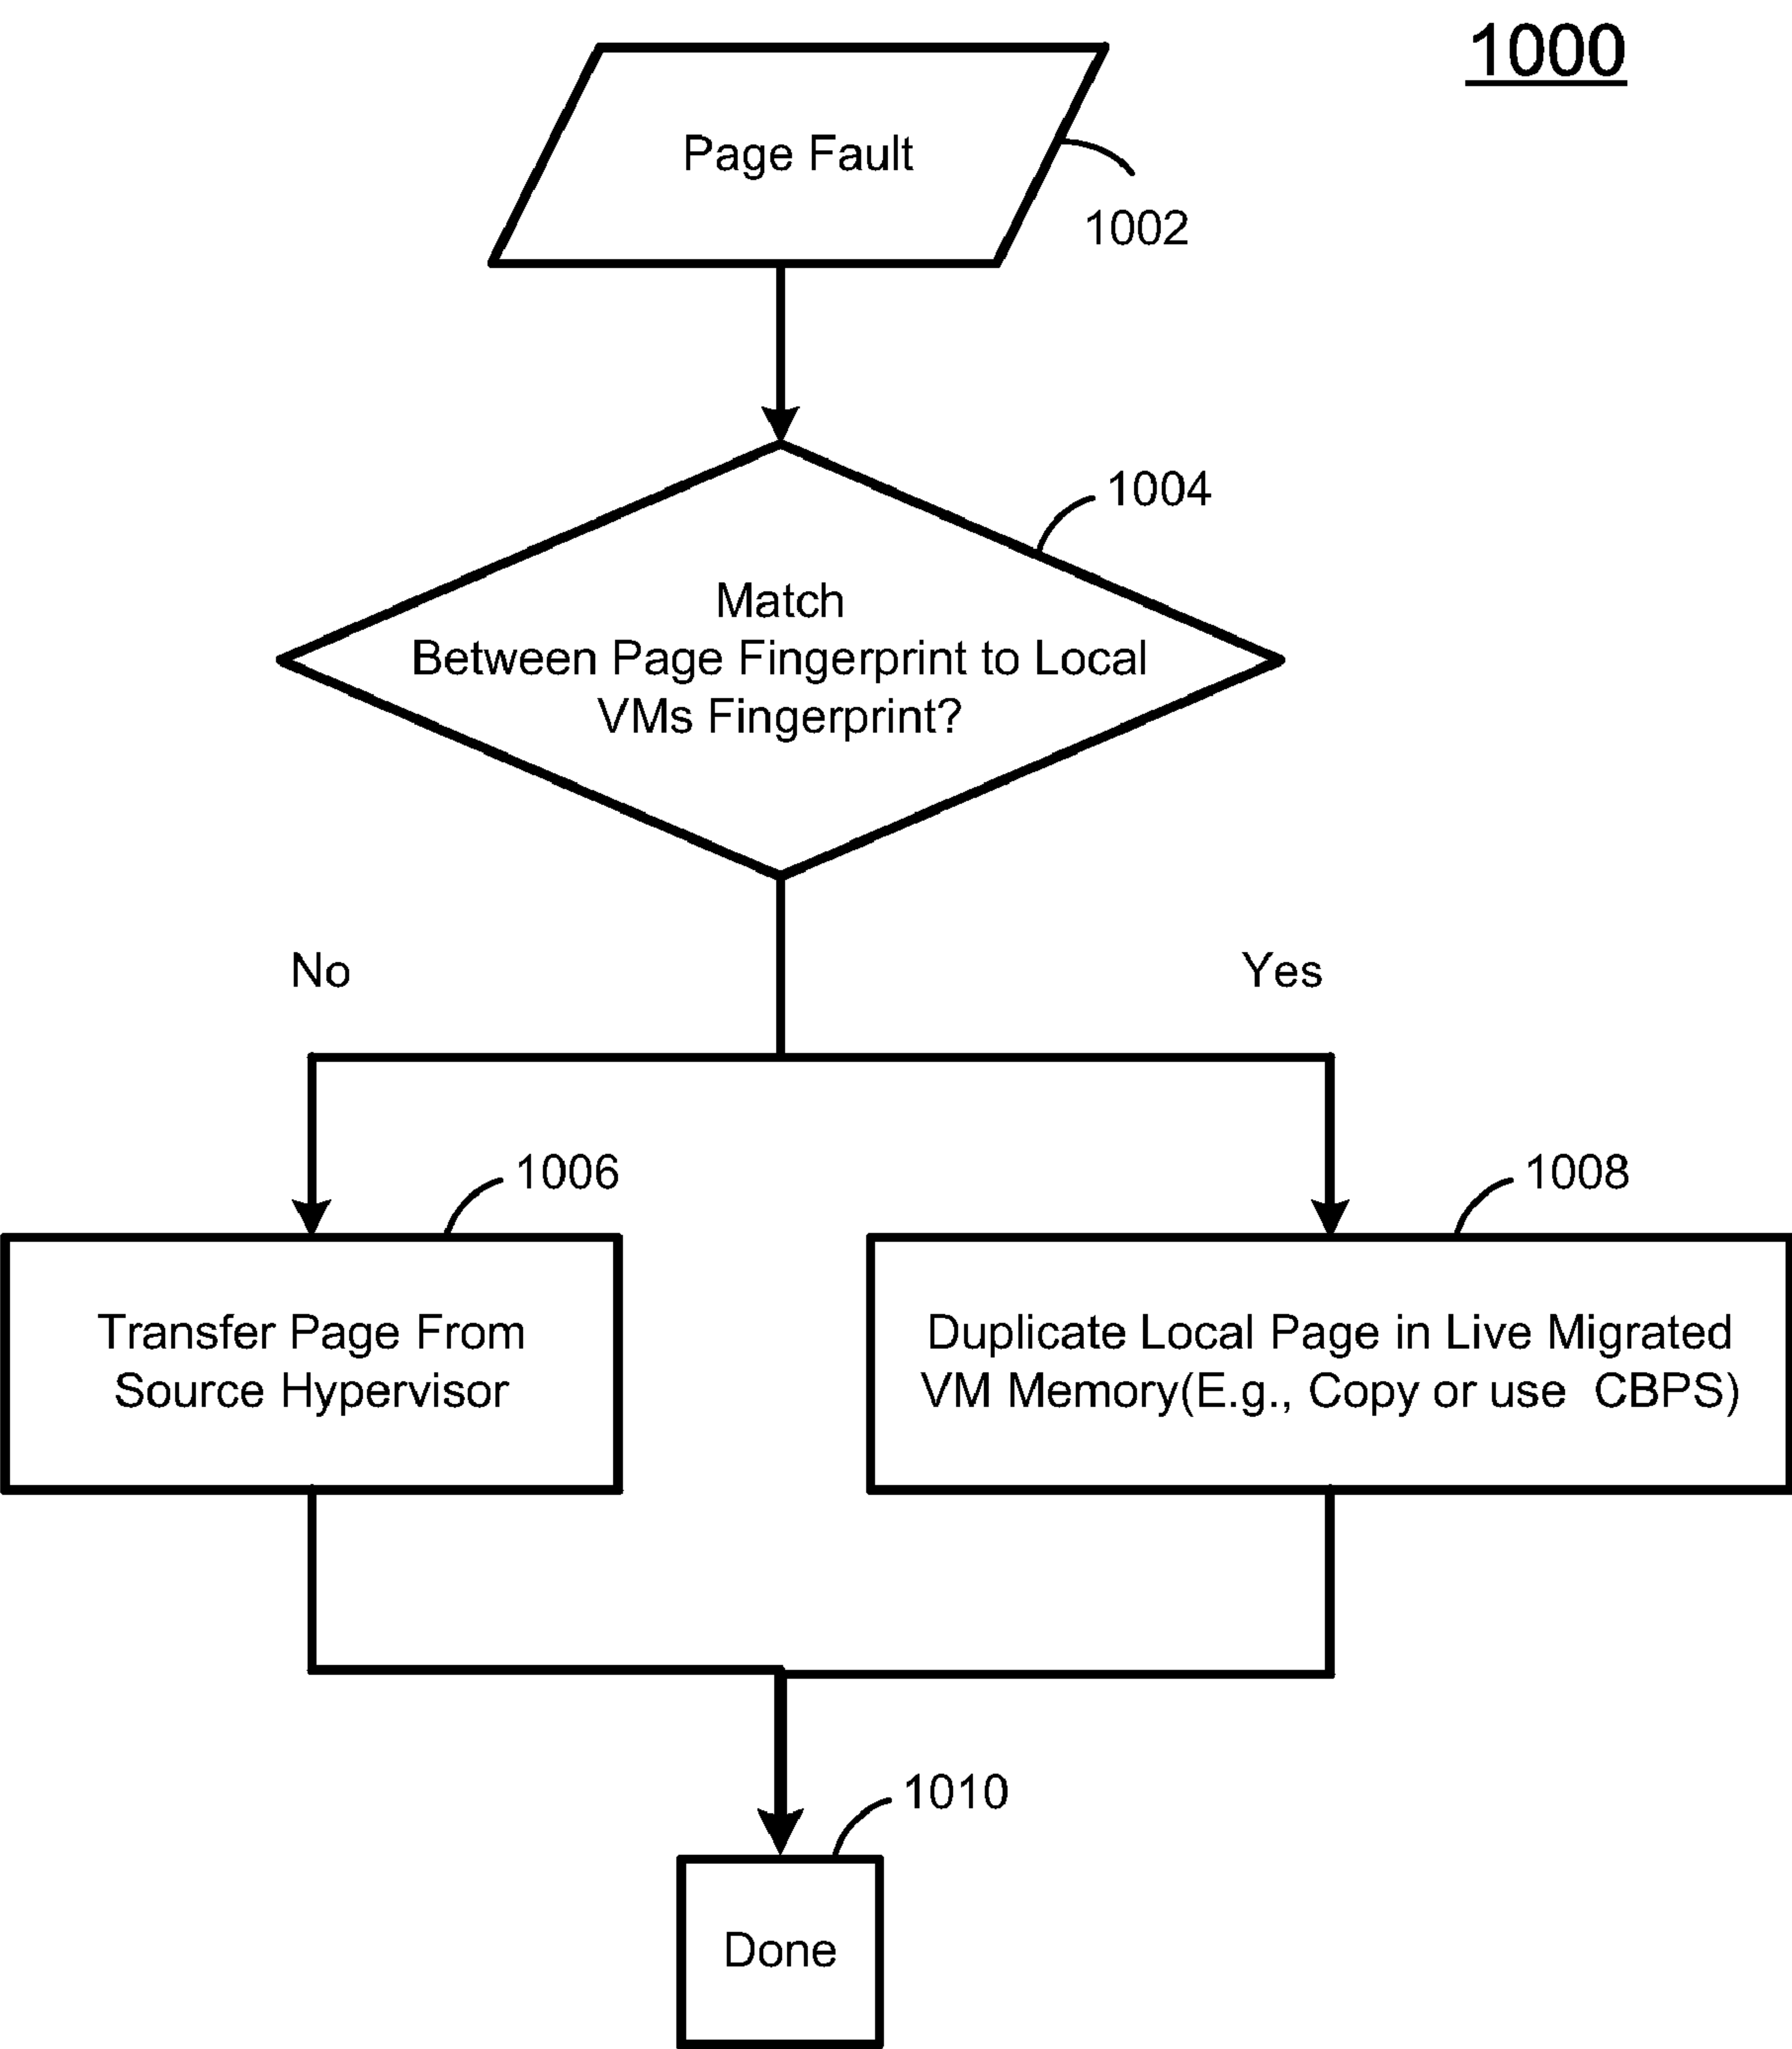 1000
Page Fault
1002
1004
Match
Between Page Fingerprint to Local
VMs Fingerprint?
No
Yes
1006
1008
Transfer Page From
Source Hypervisor
Duplicate Local Page in Live Migrated
VM Memory(E.g., Copy or use CBPS)
1010
Done